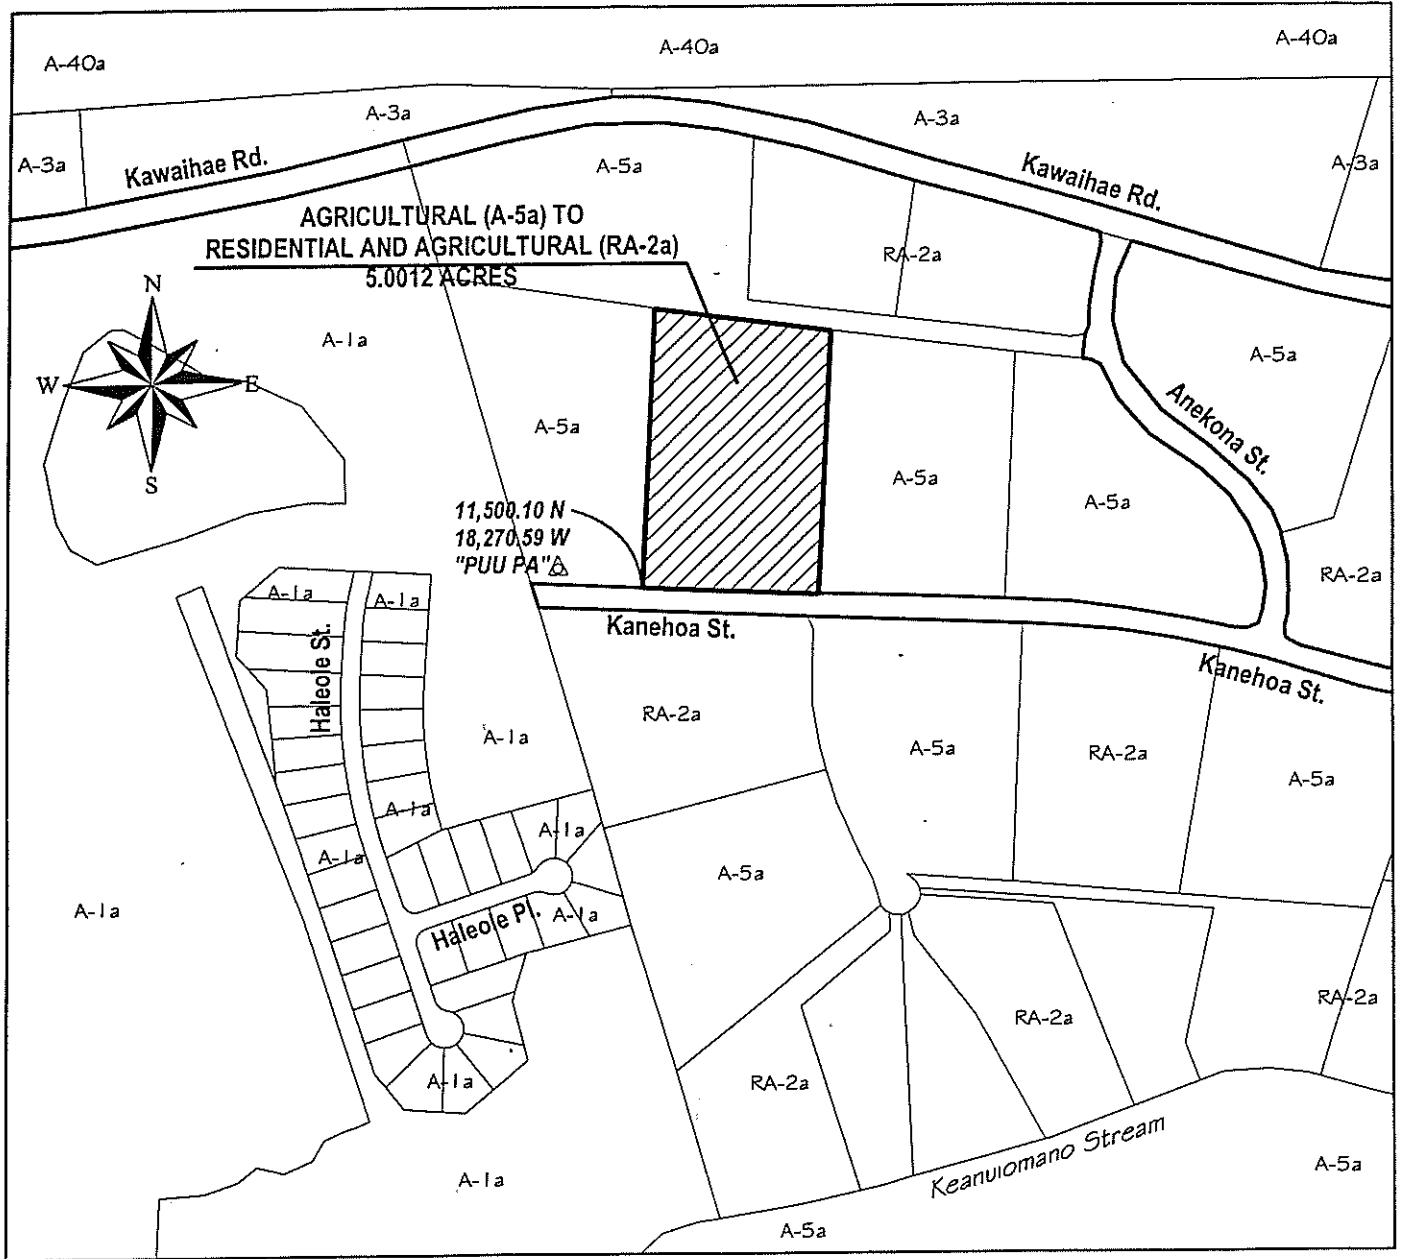 A-40a
A-40a
A-40a
A-3a
A-3a
A-3a
A-3a
Kawaihae Rd.
A-5a
Kawaihae Rd.
AGRICULTURAL (A-5a) TO
RESIDENTIAL AND AGRICULTURAL (RA-2a)
5.0012 ACRES
RA-2a
N
W
E
S
A-1a
A-5a
Anekona St.
A-5a
A-5a
A-5a
11,500.10 N
18,270.59 W
"PUU PA"
RA-2a
A-1a
A-1a
Haleole St.
Kanehoa St.
Kanehoa St.
RA-2a
A-1a
A-5a
RA-2a
A-5a
A-1a
A-1a
A-1a
A-5a
A-1a
A-1a
Haleole Pl.
RA-2a
RA-2a
A-1a
RA-2a
Keanuiomano Stream
A-1a
A-5a
A-5a